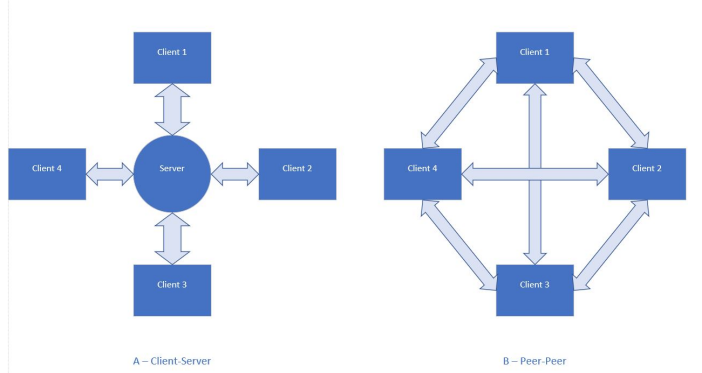 Client 1
Client 4
Server
Client 2
Client 3
A – Client-Server
Client 1
Client 4
Client 2
Client 3
B – Peer-Peer